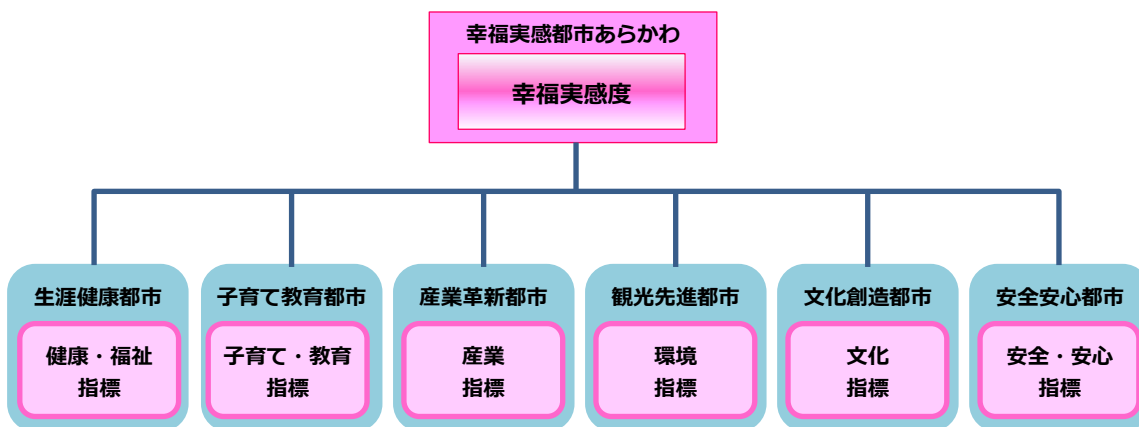 幸福実感都市あらかわ
幸福実感度
生涯健康都市
子育て教育都市
産業革新都市
観光先進都市
文化創造都市
安全安心都市
健康・福祉
指標
子育て・教育
指標
産業
指標
環境
指標
文化
指標
安全・安心
指標